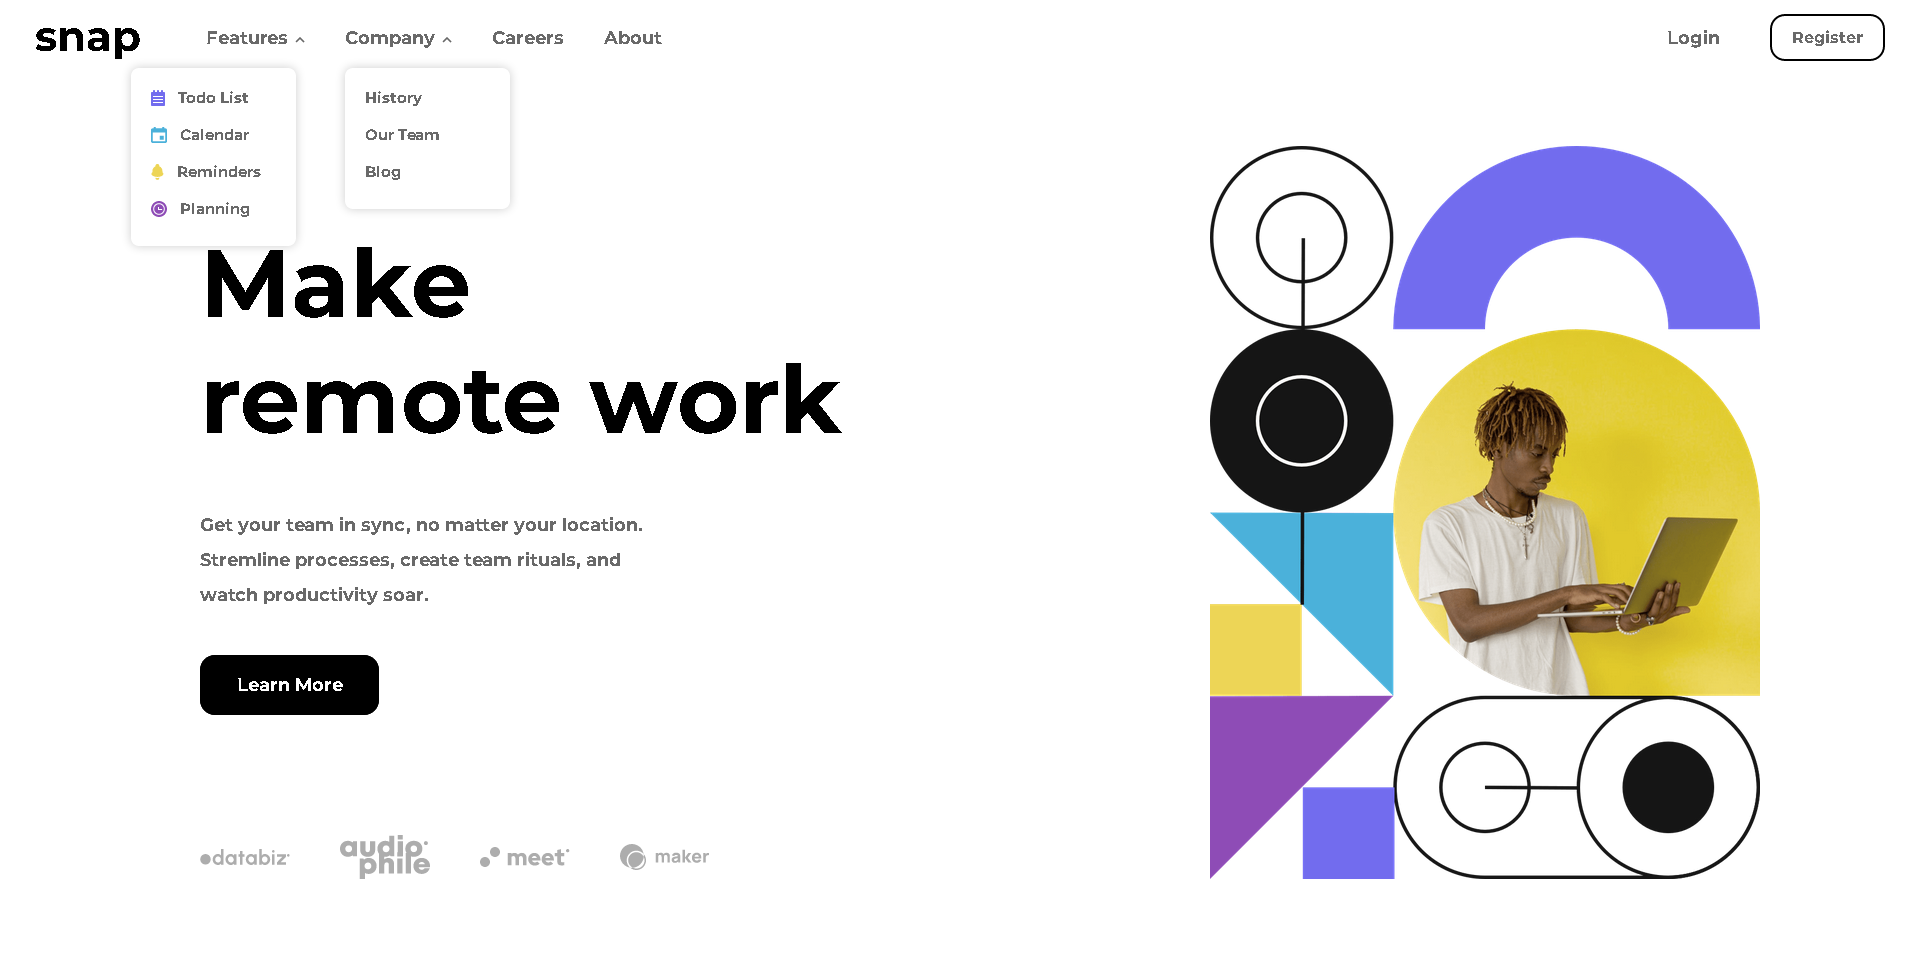 snap Features Company Careers About Login Register
Todo List
Calendar
Reminders
Planning
History
Our Team
Blog
Make
remote work
Get your team in sync, no matter your location.
Stremline processes, create team rituals, and
watch productivity soar.
Learn More
databiz audiophile meet maker